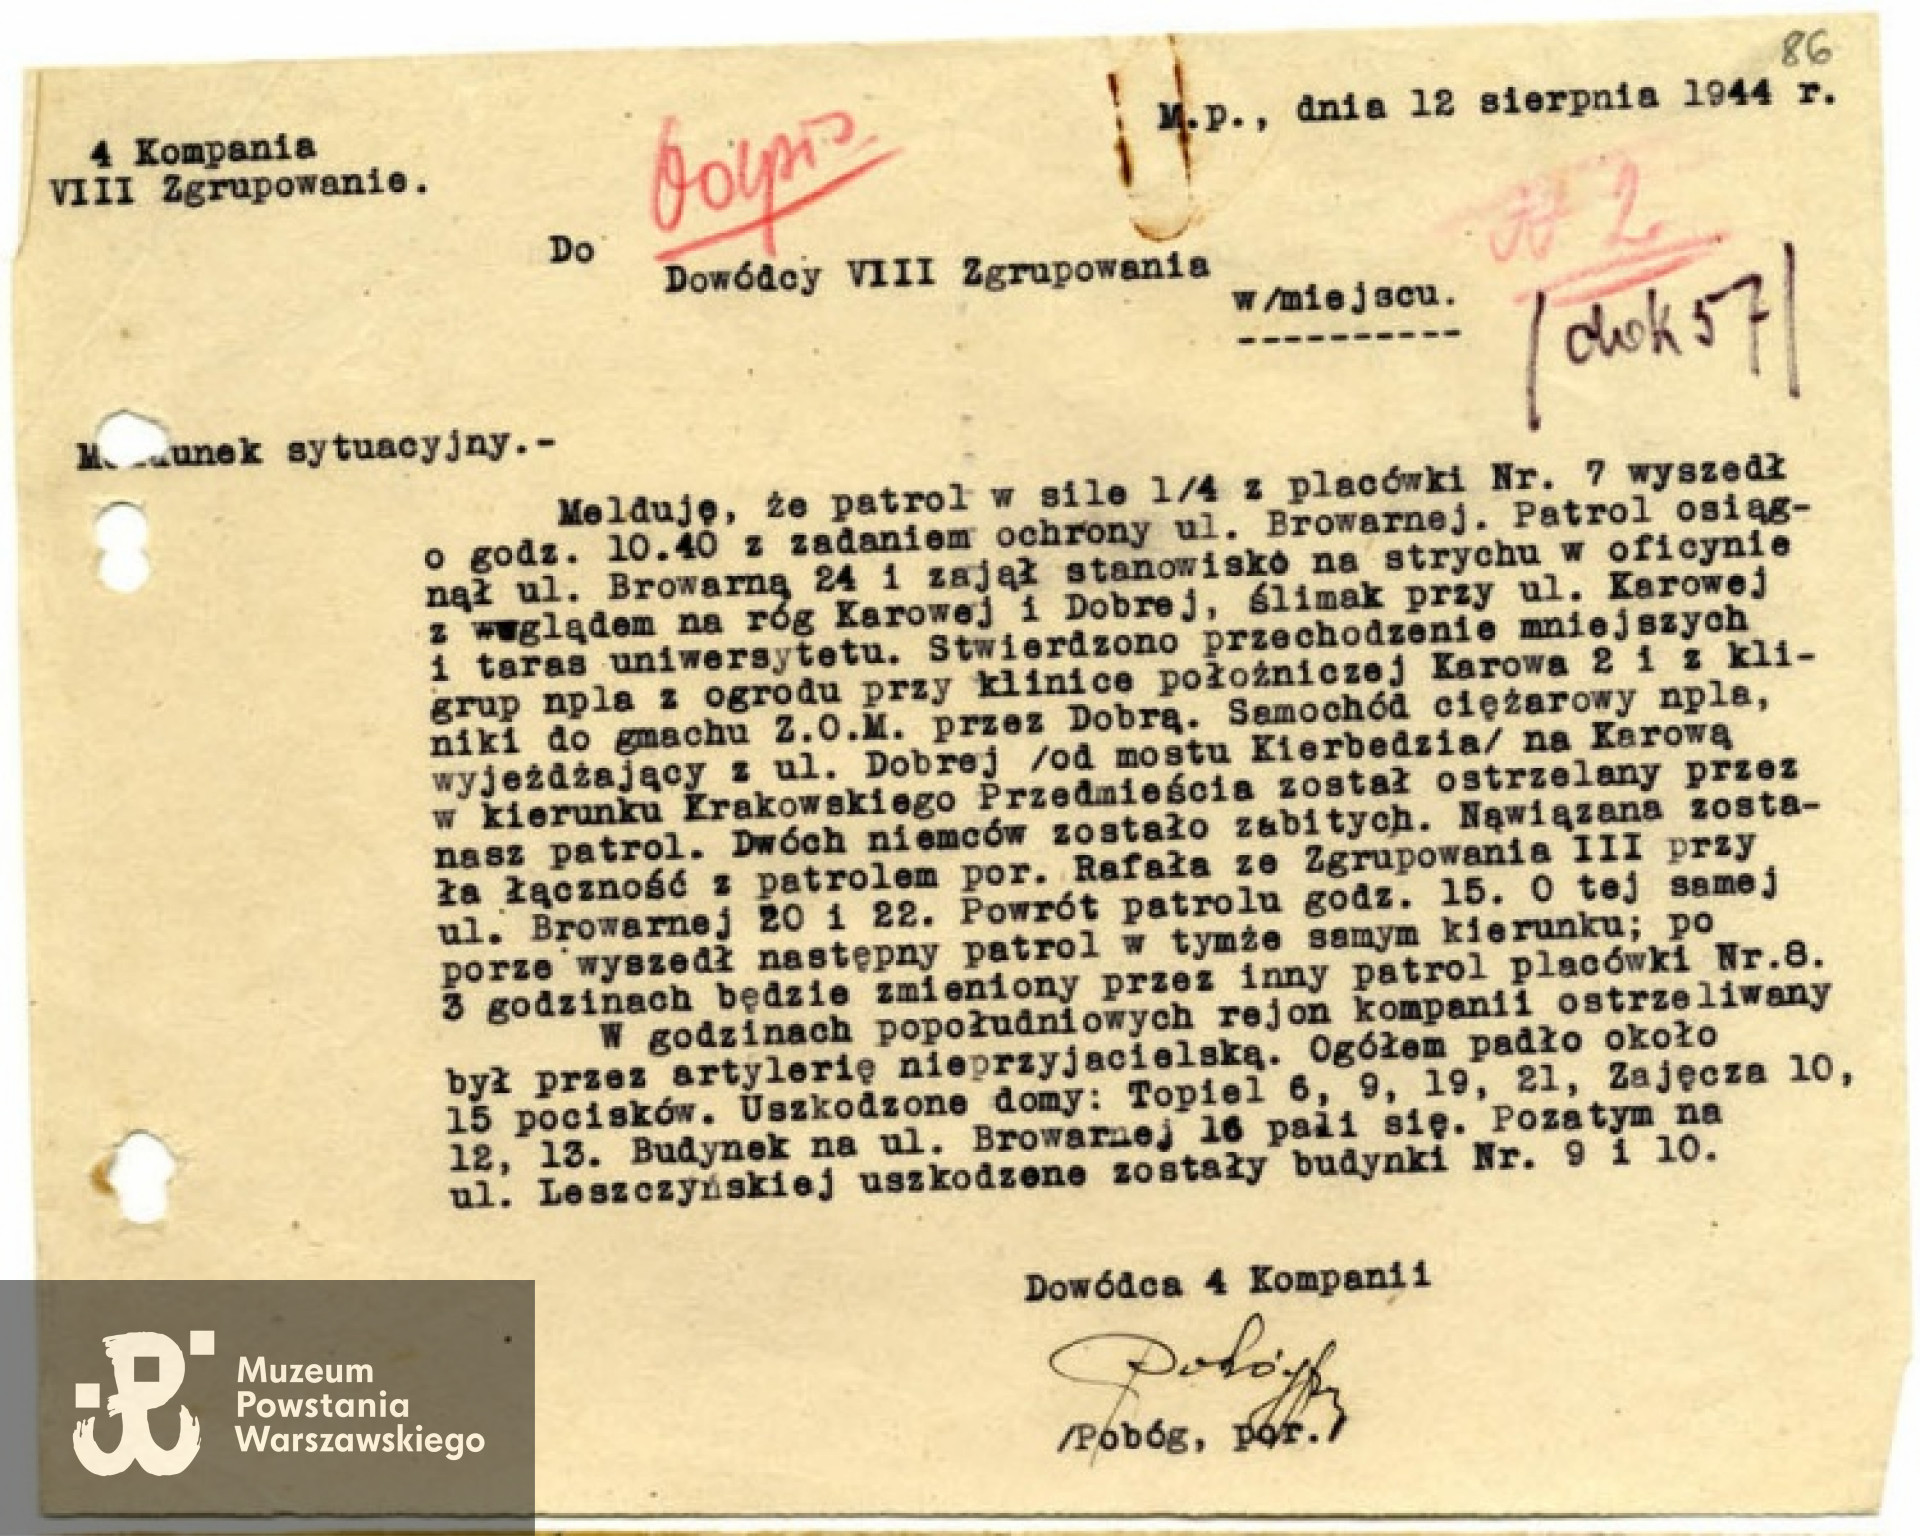 86
M.p., dnia 12 sierpnia 1944 r.
4 Kompania
VIII Zgrupowanie.
Odpis
2
Do
Dowódcy VIII Zgrupowania
w/miejscu.
----------
/dok 57/
M unek sytuacyjny.-
Melduję, że patrol w sile 1/4 z placówki Nr. 7 wyszedł
o godz. 10.40 z zadaniem ochrony ul. Browarnej. Patrol osiąg-
nął ul. Browarną 24 i zajął stanowisko na strychu w oficynie
z wwglądem na róg Karowej i Dobrej, ślimak przy ul. Karowej
i taras uniwersytetu. Stwierdzono przechodzenie mniejszych
grup npla z ogrodu przy klinice położniczej Karowa 2 i z kli-
niki do gmachu Z.O.M. przez Dobrą. Samochód ciężarowy npla,
wyjeżdżający z ul. Dobrej /od mostu Kierbedzia/ na Karową
w kierunku Krakowskiego Przedmieścia został ostrzelany przez
nasz patrol. Dwóch niemców zostało zabitych. Nąwiązana zosta-
ła łączność z patrolem por. Rafała ze Zgrupowania III przy
ul. Browarnej 20 i 22. Powrót patrolu godz. 15. O tej samej
porze wyszedł następny patrol w tymże samym kierunku; po
3 godzinach będzie zmieniony przez inny patrol placówki Nr.8.
W godzinach popołudniowych rejon kompanii ostrzeliwany
był przez artylerię nieprzyjacielską. Ogółem padło około
15 pocisków. Uszkodzone domy: Topiel 6, 9, 19, 21, Zajęcza 10,
12, 13. Budynek na ul. Browarnej 16 pali się. Pozatym na
ul. Leszczyńskiej uszkodzene zostały budynki Nr. 9 i 10.
Dowódca 4 Kompanii
Pobóg
/Pobóg, por./
Muzeum
Powstania
Warszawskiego